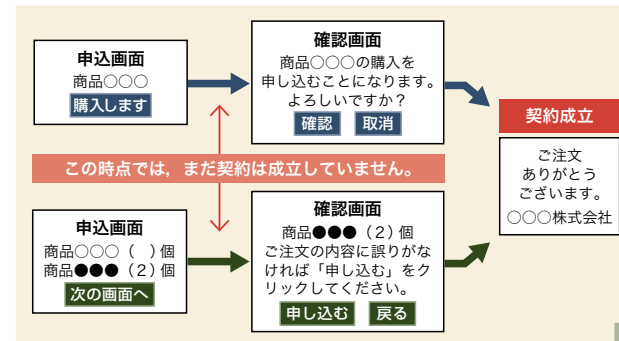 申込画面
商品○○○
購入します
確認画面
商品○○○の購入を
申し込むことになります。
よろしいですか？
確認 取消
契約成立
ご注文
ありがとう
ございます。
○○○株式会社
この時点では，まだ契約は成立していません。
申込画面
商品○○○（ ）個
商品●●●（2）個
次の画面へ
確認画面
商品●●●（2）個
ご注文の内容に誤りがな
ければ「申し込む」をク
リックしてください。
申し込む 戻る